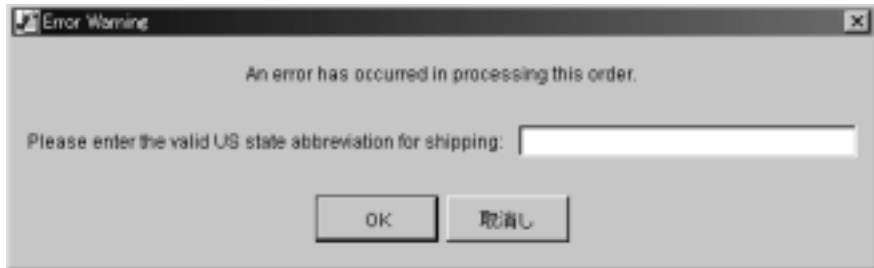 Error Warning
An error has occurred in processing this order.
Please enter the valid US state abbreviation for shipping:
OK 取消し